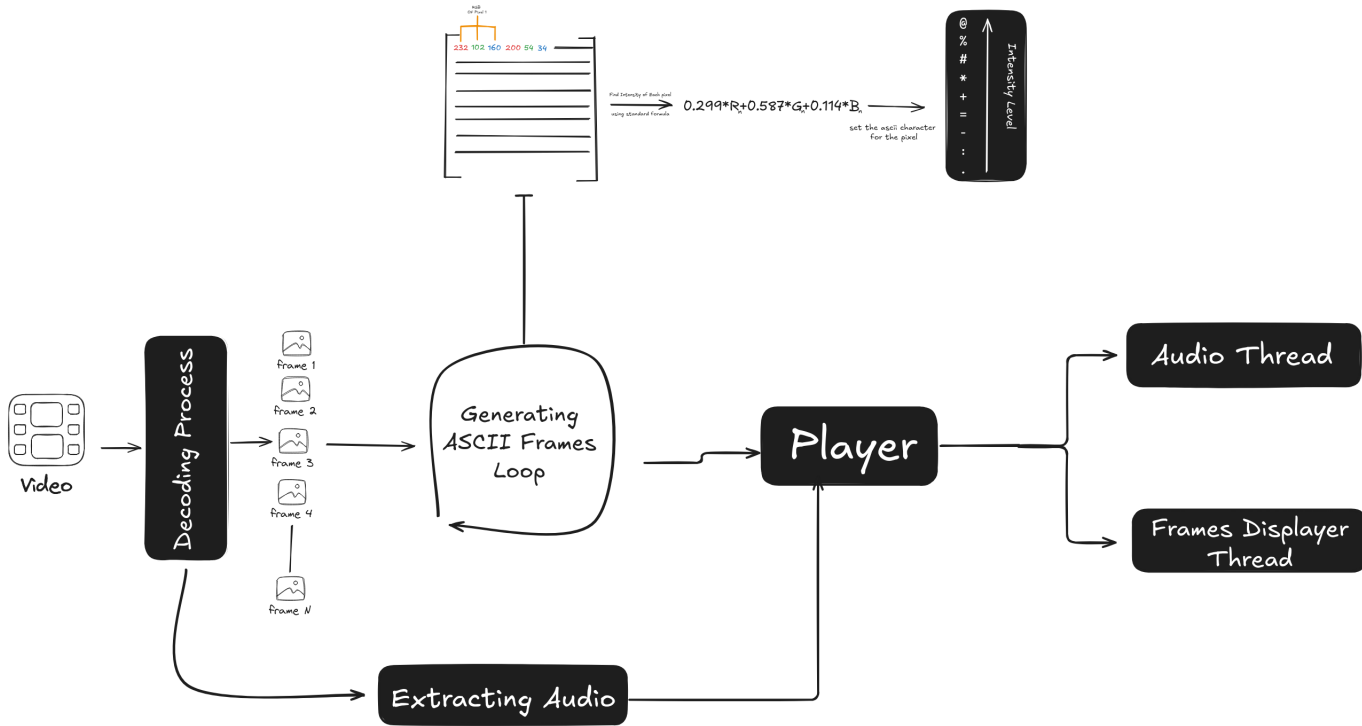 RGB
Of Pixel 1
232 102 160 200 54 34
Find Intensity of Each pixel
using standard Formula
0.299*Rₙ+0.587*Gₙ+0.114*Bₙ
set the ascii character
for the pixel
@
%
#
*
+
=
-
:
.
Intensity Level
Video
Decoding Process
frame 1
frame 2
frame 3
frame 4
frame N
Generating
ASCII Frames
Loop
Extracting Audio
Player
Audio Thread
Frames Displayer
Thread